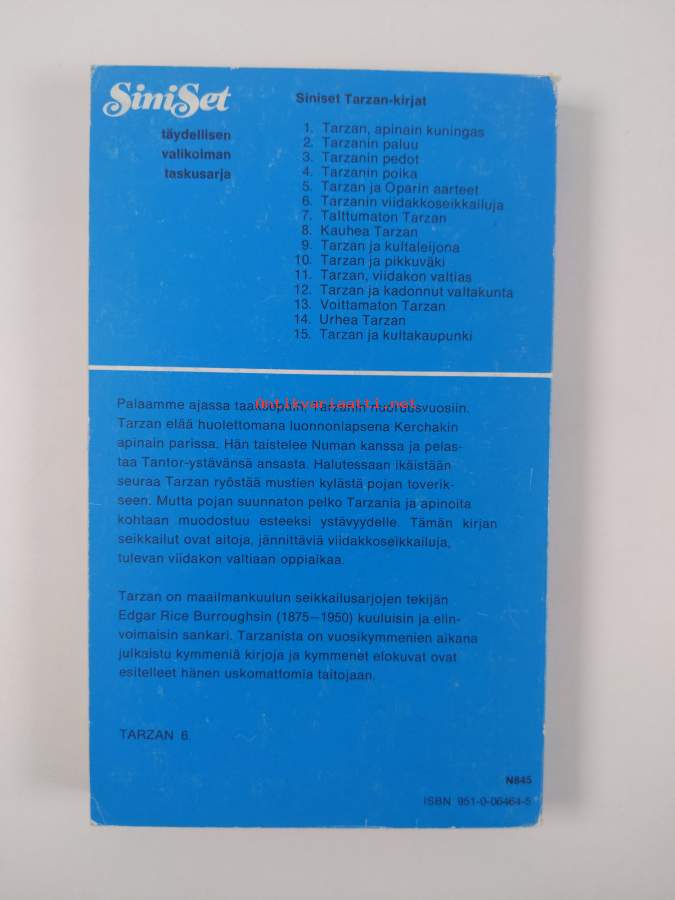 SiniSet
täydellisen
valikoiman
taskusarja
Siniset Tarzan-kirjat
1. Tarzan, apinain kuningas
2. Tarzanin paluu
3. Tarzanin pedot
4. Tarzanin poika
5. Tarzan ja Oparin aarteet
6. Tarzanin viidakkoseikkailuja
7. Talttumaton Tarzan
8. Kauhea Tarzan
9. Tarzan ja kultaleijona
10. Tarzan ja pikkuväki
11. Tarzan, viidakon valtias
12. Tarzan ja kadonnut valtakunta
13. Voittamaton Tarzan
14. Urhea Tarzan
15. Tarzan ja kultakaupunki
Antikvariaatti.net
Palaamme ajassa Tarzanin nuoruusvuosiin.
Tarzan elää huolettomana luonnonlapsena Kerchakin
apinain parissa. Hän taistelee Numan kanssa ja pelas-
taa Tantor-ystävänsä ansasta. Halutessaan ikäistään
seuraa Tarzan ryöstää mustien kylästä pojan toverik-
seen. Mutta pojan suunnaton pelko Tarzania ja apinoita
kohtaan muodostuu esteeksi ystävyydelle. Tämän kirjan
seikkailut ovat aitoja, jännittäviä viidakkoseikkailuja,
tulevan viidakon valtiaan oppiaikaa.
Tarzan on maailmankuulun seikkailusarjojen tekijän
Edgar Rice Burroughsin (1875–1950) kuuluisin ja elin-
voimaisin sankari. Tarzanista on vuosikymmenien aikana
julkaistu kymmeniä kirjoja ja kymmenet elokuvat ovat
esitelleet hänen uskomattomia taitojaan.
TARZAN 6.
N845
ISBN 951-0-06464-5